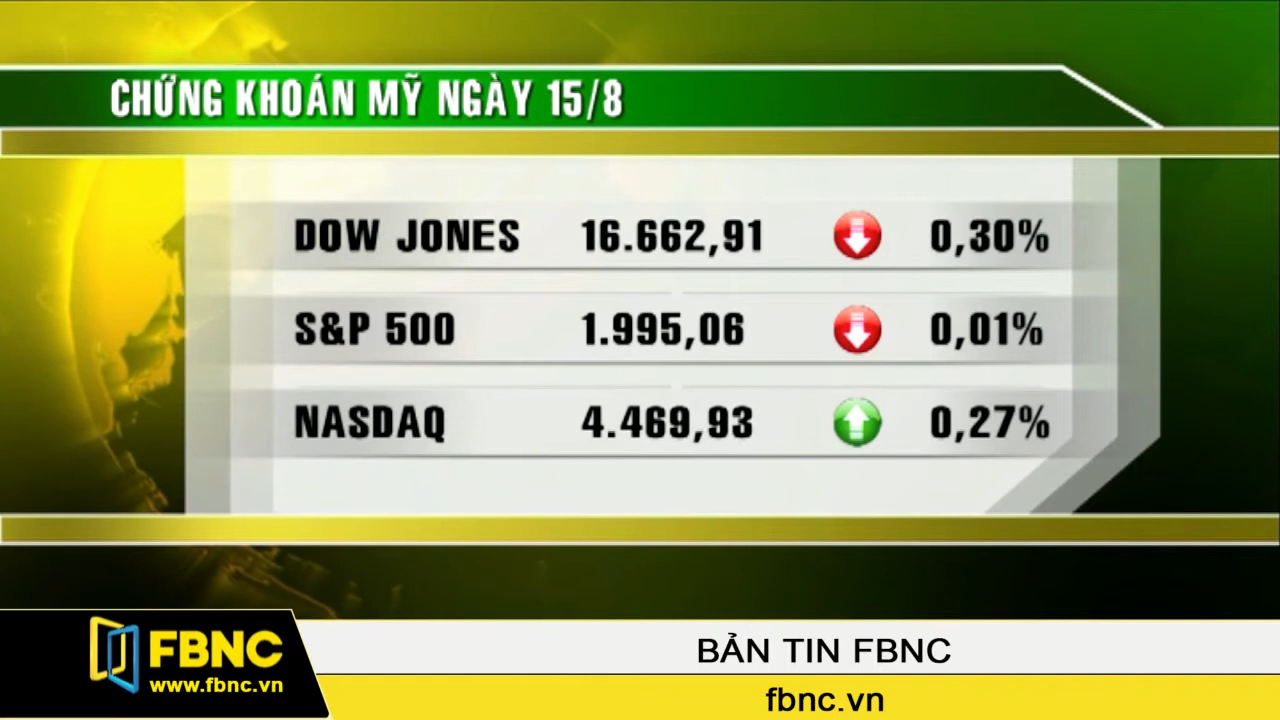 CHỨNG KHOÁN MỸ NGÀY 15/8
DOW JONES 16.662,91 0,30%
S&P 500 1.995,06 0,01%
NASDAQ 4.469,93 0,27%
FBNC
www.fbnc.vn
BẢN TIN FBNC
fbnc.vn